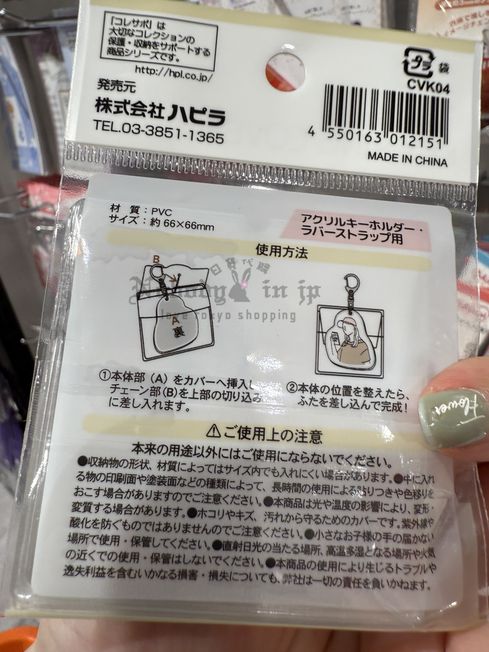 「コレサポ」は
大切なコレクションの
保護・収納をサポートする
商品シリーズです。
http://hpl.co.jp/
発売元
株式会社ハピラ
TEL.03-3851-1365
プラ
袋
CVK04
4 550163 012151
MADE IN CHINA
材 質：PVC
サイズ：約 66×66mm
アクリルキーホルダー・
ラバーストラップ用
使用方法
B
A
裏
in jp
love tokyo shopping
①本体部（A）をカバーへ挿入し
チェーン部（B）を上部の切り込み
に差し入れます。
②本体の位置を整えたら、
ふたを差し込んで完成！
⚠ご使用上の注意
本来の用途以外にはご使用にならないでください。
●収納物の形状、材質によってはサイズ内でも入れにくい場合があります。●中に入れ
る物の印刷面や塗装面などの種類によって、長時間の使用によるはりつきや色移りを
おこす場合がありますのでご注意ください。●本商品は光や温度の影響により、変形・
変質する場合があります。●ホコリやキズ、汚れから守るためのカバーです。紫外線や
酸化を防ぐものではありませんのでご注意ください。●小さなお子様の手の届かない
場所で使用・保管してください。●直射日光の当たる場所、高温多湿となる場所や火気
の近くでの使用・保管はしないでください。●本商品の使用により生じるトラブルや
逸失利益を含むいかなる損害・損失についても、弊社は一切の責任を負いかねます。
flower